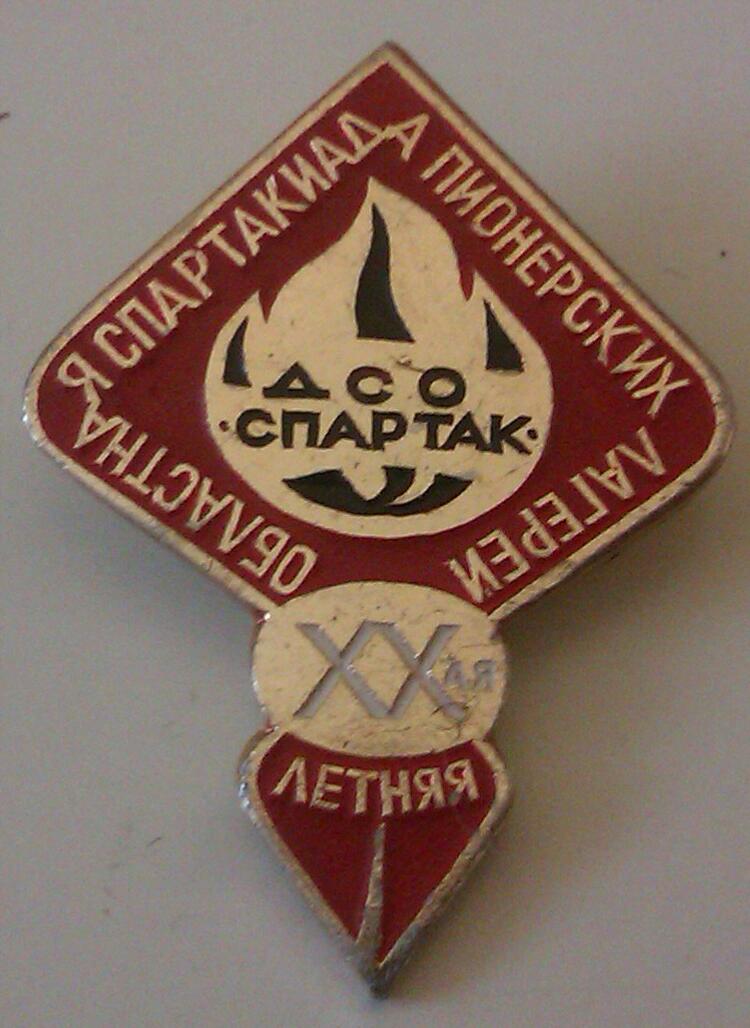 ОБЛАСТНАЯ СПАРТАКИАДА ПИОНЕРСКИХ ЛАГЕРЕЙ
ДСО
·СПАРТАК·
XXая
ЛЕТНЯЯ